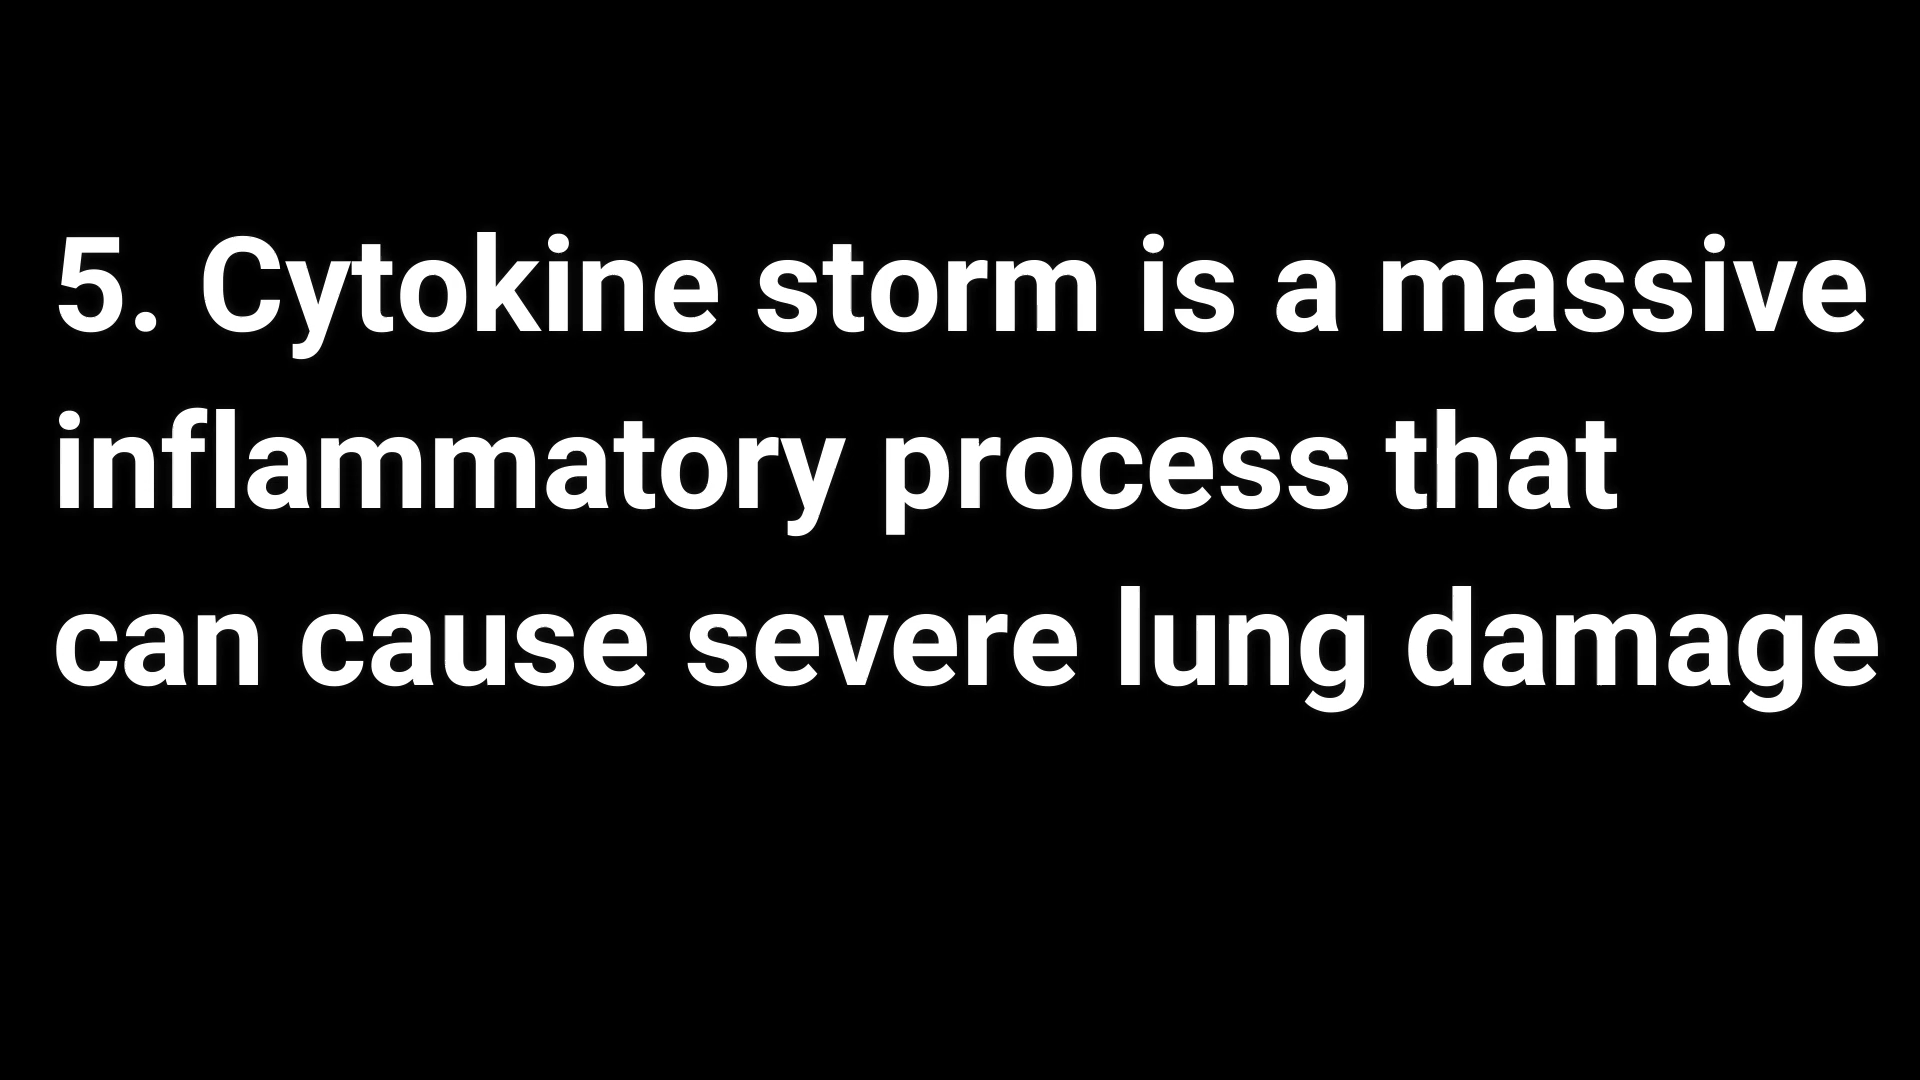 5. Cytokine storm is a massive
inflammatory process that
can cause severe lung damage